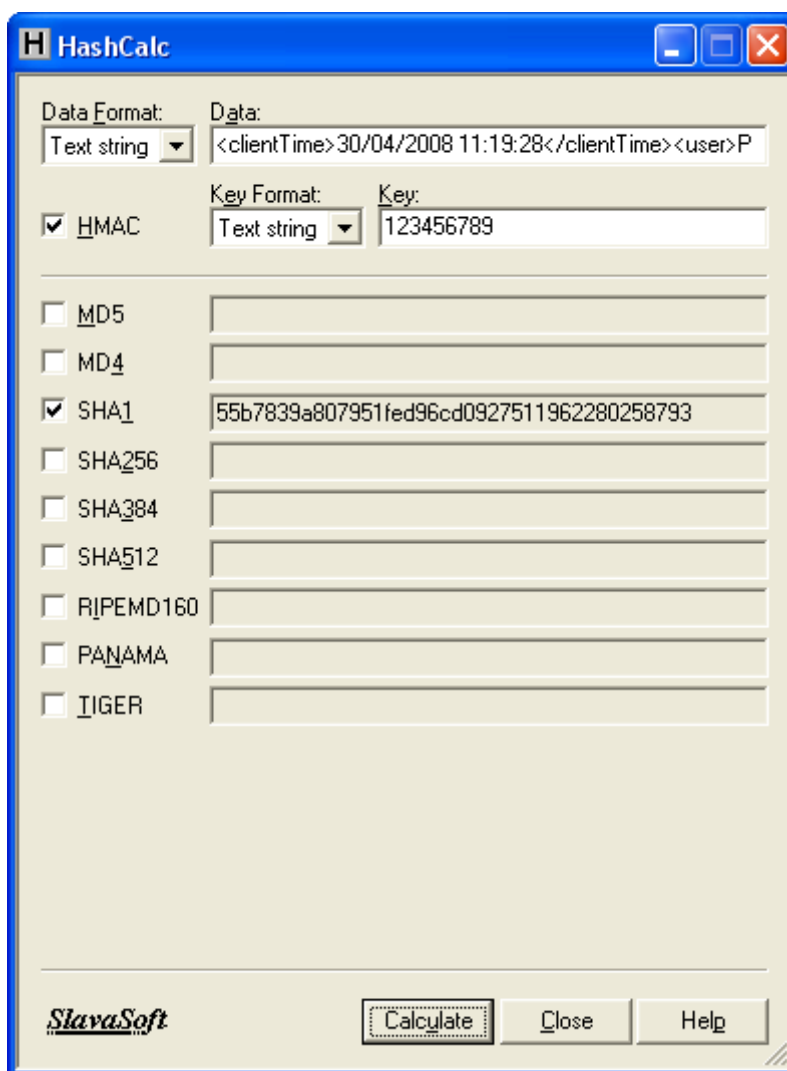 HashCalc
Data Format: Data:
Text string <clientTime>30/04/2008 11:19:28</clientTime><user>P
Key Format: Key:
HMAC Text string 123456789
MD5
MD4
SHA1 55b7839a807951fed96cd0927511962280258793
SHA256
SHA384
SHA512
RIPEMD160
PANAMA
TIGER
SlavaSoft Calculate Close Help